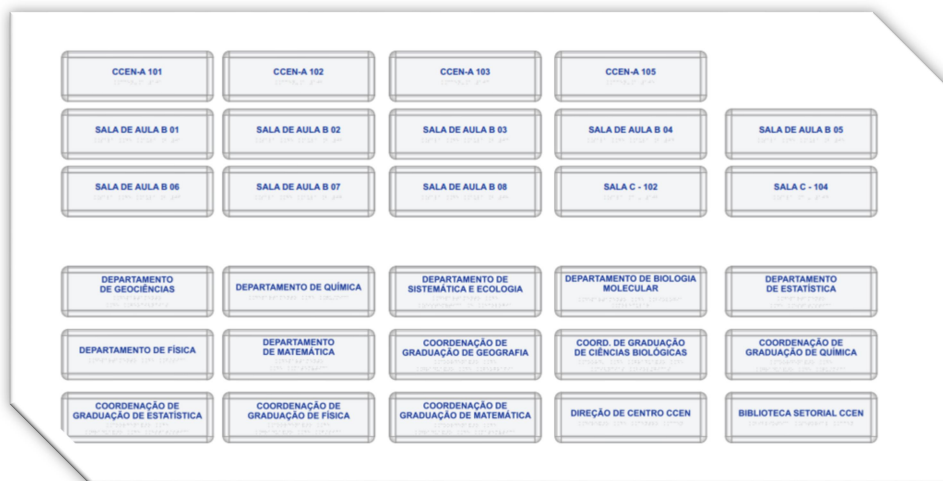 CCEN-A 101
CCEN-A 102
CCEN-A 103
CCEN-A 105
SALA DE AULA B 01
SALA DE AULA B 02
SALA DE AULA B 03
SALA DE AULA B 04
SALA DE AULA B 05
SALA DE AULA B 06
SALA DE AULA B 07
SALA DE AULA B 08
SALA C - 102
SALA C - 104
DEPARTAMENTO
DE GEOCIÊNCIAS
DEPARTAMENTO DE QUÍMICA
DEPARTAMENTO DE
SISTEMÁTICA E ECOLOGIA
DEPARTAMENTO DE BIOLOGIA
MOLECULAR
DEPARTAMENTO
DE ESTATÍSTICA
DEPARTAMENTO DE FÍSICA
DEPARTAMENTO
DE MATEMÁTICA
COORDENAÇÃO DE
GRADUAÇÃO DE GEOGRAFIA
COORD. DE GRADUAÇÃO
DE CIÊNCIAS BIOLÓGICAS
COORDENAÇÃO DE
GRADUAÇÃO DE QUÍMICA
COORDENAÇÃO DE
GRADUAÇÃO DE ESTATÍSTICA
COORDENAÇÃO DE
GRADUAÇÃO DE FÍSICA
COORDENAÇÃO DE
GRADUAÇÃO DE MATEMÁTICA
DIREÇÃO DE CENTRO CCEN
BIBLIOTECA SETORIAL CCEN